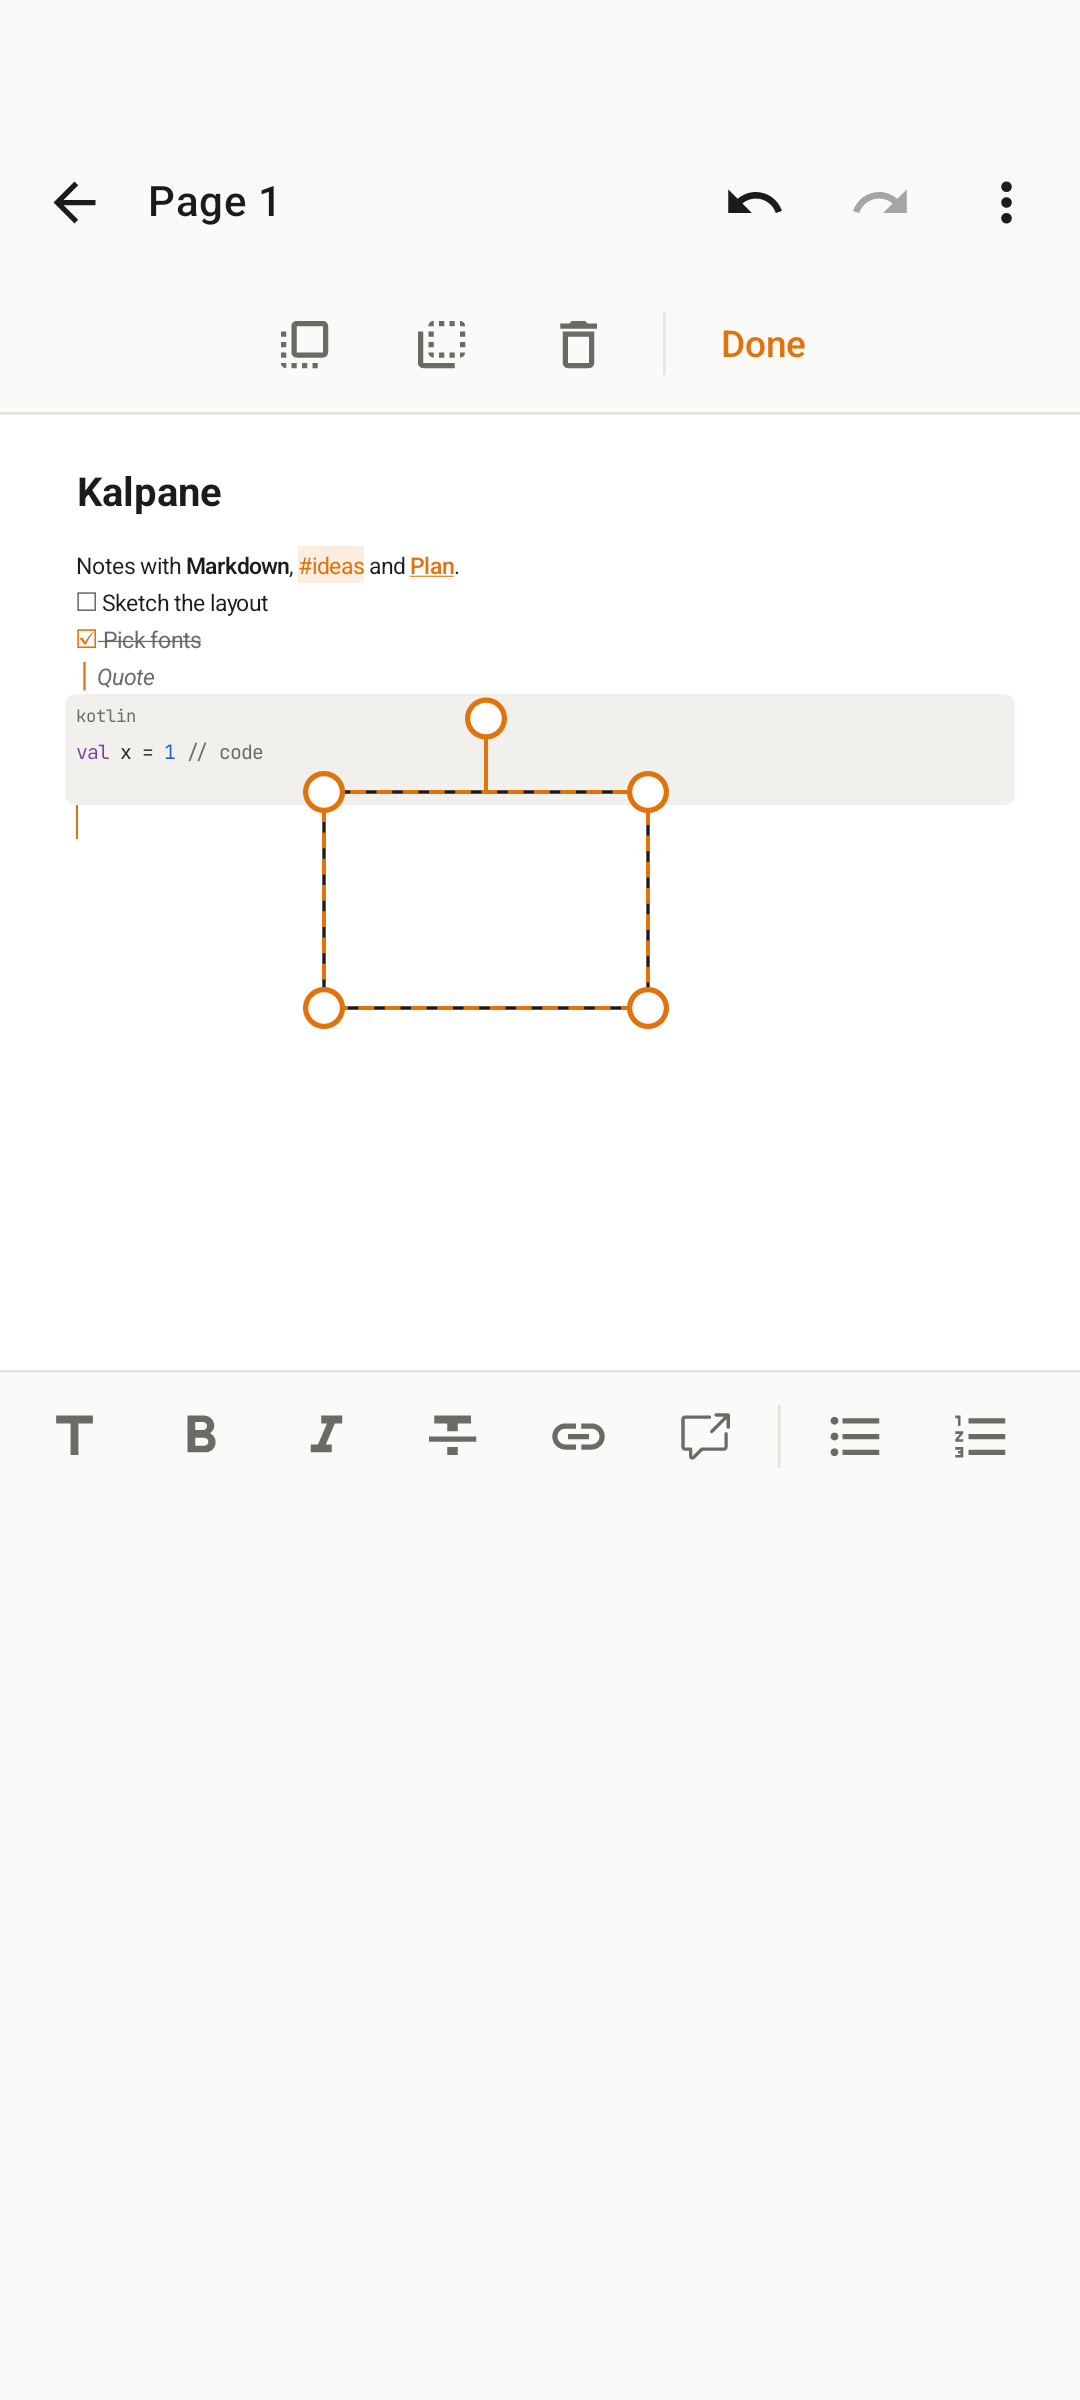 Page 1
Done
Kalpane
Notes with Markdown, #ideas and Plan.
☐ Sketch the layout
☑ Pick fonts
Quote
kotlin
val x = 1 // code